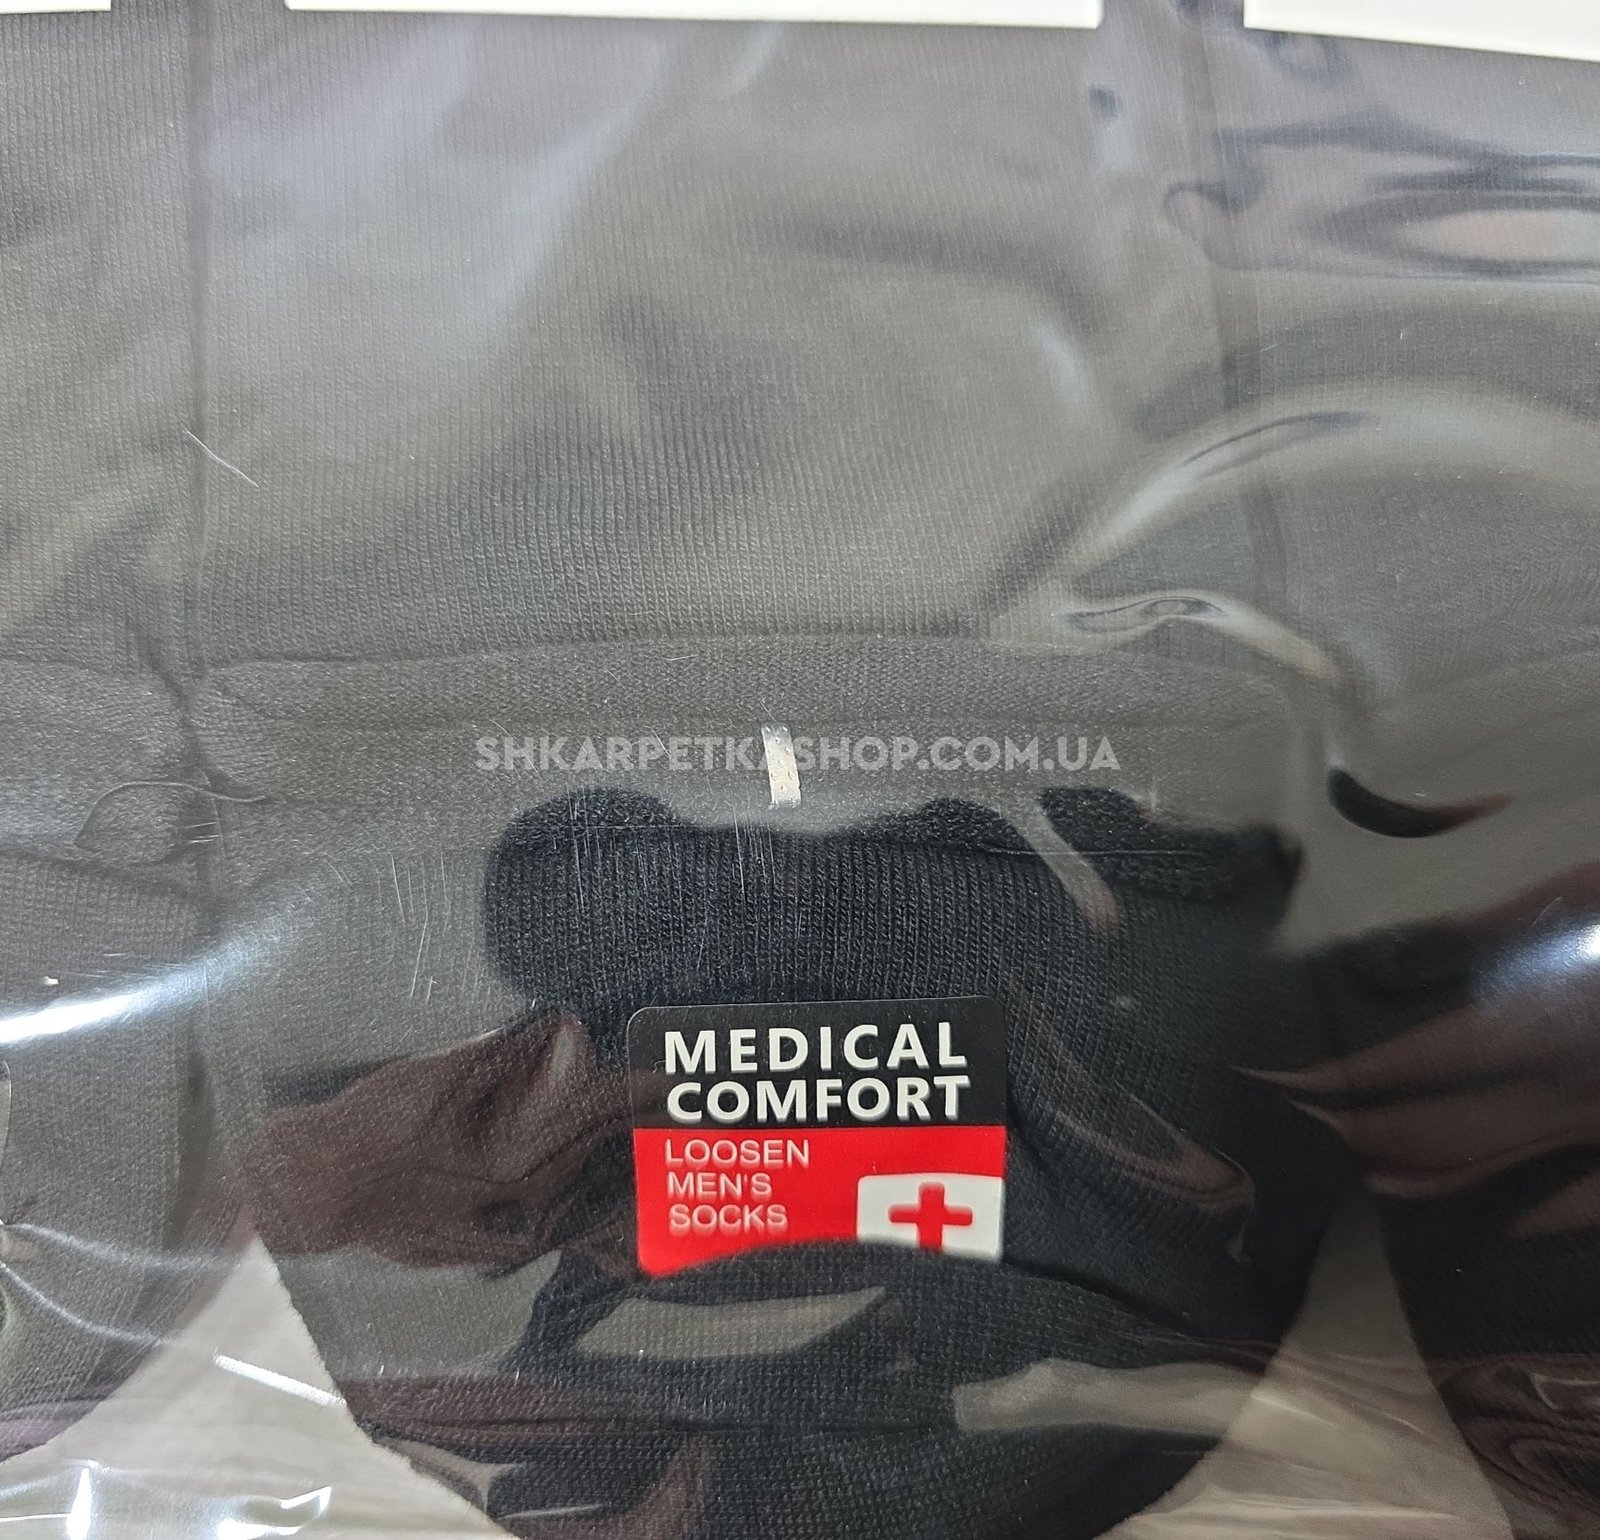 SHKARPETKASHOP.COM.UA
MEDICAL
COMFORT
LOOSEN
MEN'S
SOCKS